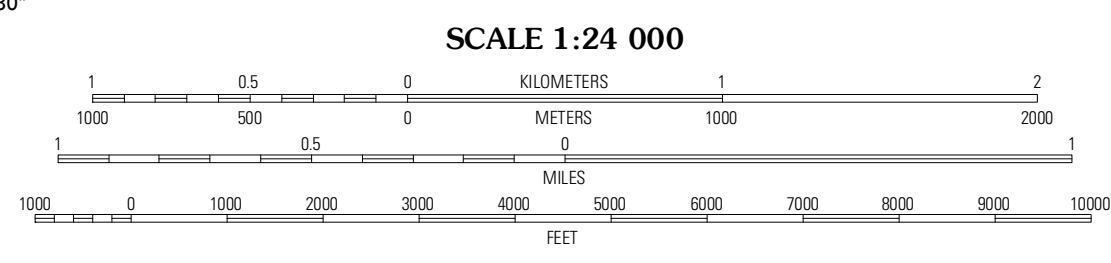 30"
SCALE 1:24 000
1 0.5 0 KILOMETERS 1 2
1000 500 0 METERS 1000 2000
1 0.5 0 1
MILES
1000 0 1000 2000 3000 4000 5000 6000 7000 8000 9000 10000
FEET